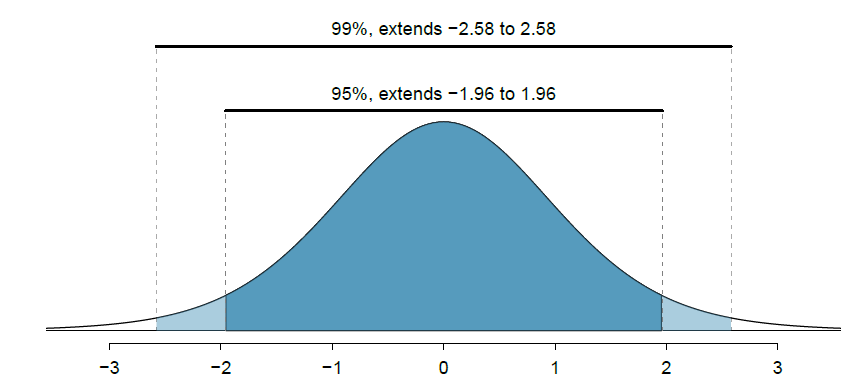 99%, extends −2.58 to 2.58
95%, extends −1.96 to 1.96
−3 −2 −1 0 1 2 3